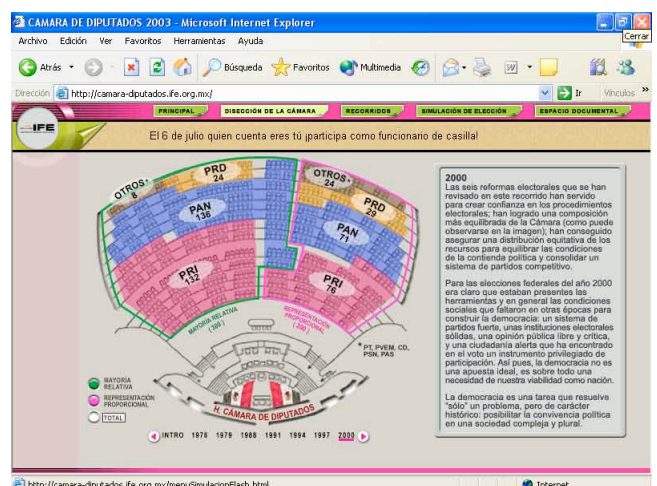 CAMARA DE DIPUTADOS 2003 - Microsoft Internet Explorer
Cerrar
Archivo Edición Ver Favoritos Herramientas Ayuda
Atrás Búsqueda Favoritos Multimedia
Dirección http://camara-diputados.ife.org.mx/ Ir Vínculos »
PRINCIPAL DISECCIÓN DE LA CÁMARA RECORRIDOS SIMULACIÓN DE ELECCIÓN ESPACIO DOCUMENTAL
IFE
El 6 de julio quien cuenta eres tú ¡participa como funcionario de casilla!
OTROS*
8
PRD
24
PAN
136
PRI
132
OTROS*
24
PRD
29
PAN
71
PRI
76
MAYORÍA RELATIVA
( 300 )
REPRESENTACIÓN
PROPORCIONAL
( 200 )
* PT, PVEM, CD,
PSN, PAS
MAYORÍA
RELATIVA
REPRESENTACIÓN
PROPORCIONAL
TOTAL
H. CÁMARA DE DIPUTADOS
INTRO 1976 1979 1988 1991 1994 1997 2000
2000
Las seis reformas electorales que se han
revisado en este recorrido han servido
para crear confianza en los procedimientos
electorales; han logrado una composición
más equilibrada de la Cámara (como puede
observarse en la imagen); han conseguido
asegurar una distribución equitativa de los
recursos para equilibrar las condiciones
de la contienda política y consolidar un
sistema de partidos competitivo.
Para las elecciones federales del año 2000
era claro que estaban presentes las
herramientas y en general las condiciones
sociales que faltaron en otras épocas para
construir la democracia: un sistema de
partidos fuerte, unas instituciones electorales
sólidas, una opinión pública libre y crítica,
y una ciudadanía alerta que ha encontrado
en el voto un instrumento privilegiado de
participación. Así pues, la democracia no es
una apuesta ideal, es sobre todo una
necesidad de nuestra viabilidad como nación.
La democracia es una tarea que resuelve
"sólo" un problema, pero de carácter
histórico: posibilitar la convivencia política
en una sociedad compleja y plural.
http://camara-diputados.ife.org.mx/menuSimulacionFlash.html Internet